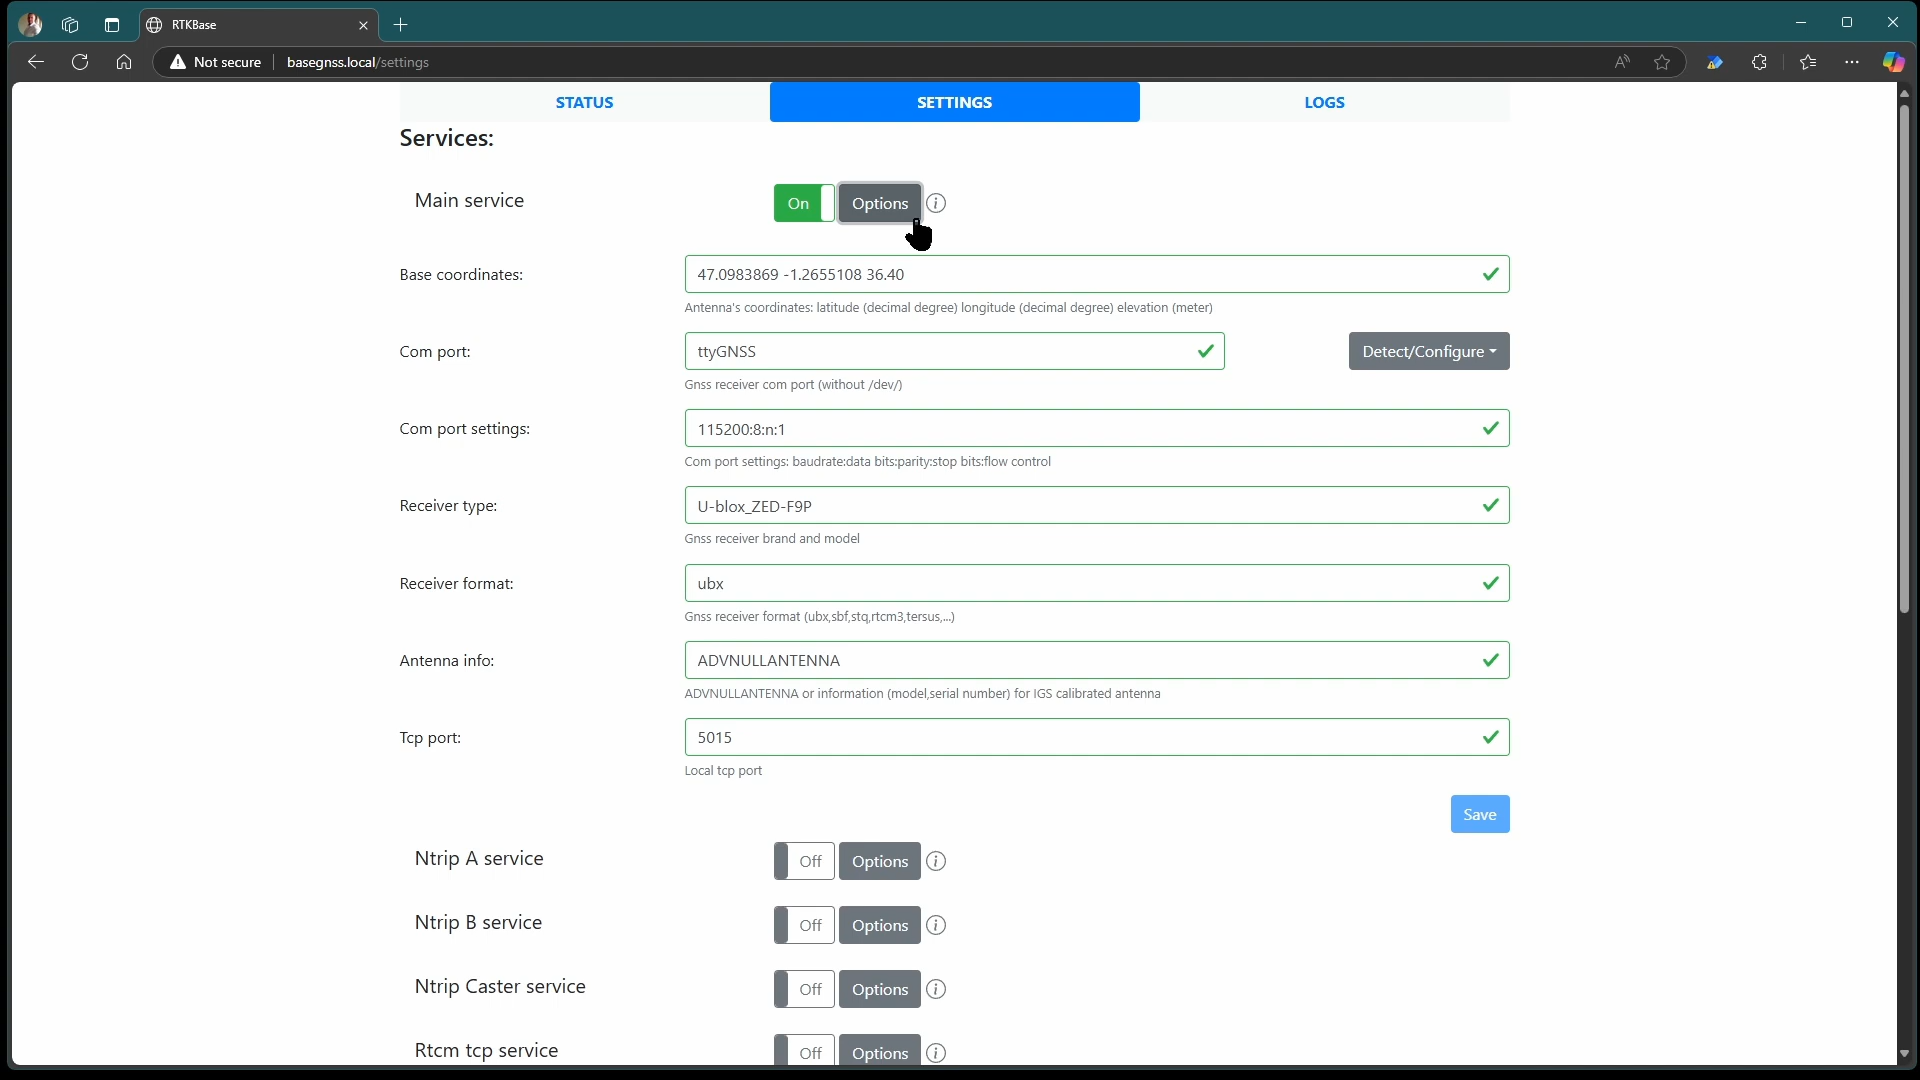 RTKBase
Not secure basegnss.local/settings
STATUS SETTINGS LOGS
Services:
Main service On Options
Base coordinates: 47.0983869 -1.2655108 36.40
Antenna's coordinates: latitude (decimal degree) longitude (decimal degree) elevation (meter)
Com port: ttyGNSS Detect/Configure
Gnss receiver com port (without /dev/)
Com port settings: 115200:8:n:1
Com port settings: baudrate:data bits:parity:stop bits:flow control
Receiver type: U-blox_ZED-F9P
Gnss receiver brand and model
Receiver format: ubx
Gnss receiver format (ubx,sbf,stq,rtcm3,tersus,...)
Antenna info: ADVNULLANTENNA
ADVNULLANTENNA or information (model,serial number) for IGS calibrated antenna
Tcp port: 5015
Local tcp port
Save
Ntrip A service Off Options
Ntrip B service Off Options
Ntrip Caster service Off Options
Rtcm tcp service Off Options